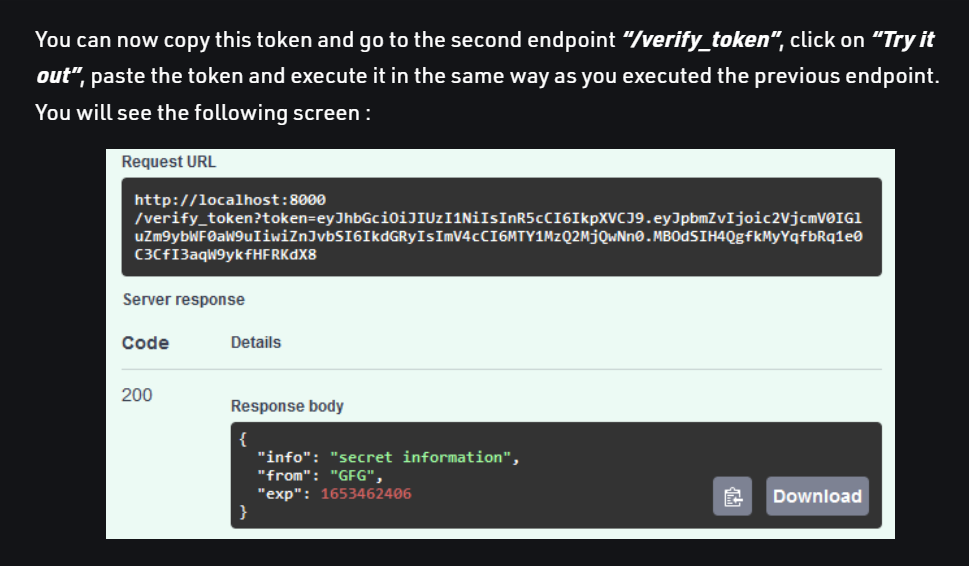 You can now copy this token and go to the second endpoint “/verify_token”, click on “Try it
out”, paste the token and execute it in the same way as you executed the previous endpoint.
You will see the following screen :
Request URL
http://localhost:8000
/verify_token?token=eyJhbGciOiJIUzI1NiIsInR5cCI6IkpXVCJ9.eyJpbmZvIjoic2VjcmV0IGl
uZm9ybWF0aW9uIiwiZnJvbSI6IkdGRyIsImV4cCI6MTY1MzQ2MjQwNn0.MBOdSIH4QgfkMyYqfbRq1e0
C3CfI3aqW9ykfHFRKdX8
Server response
Code Details
200
Response body
{
"info": "secret information",
"from": "GFG",
"exp": 1653462406
}
Download